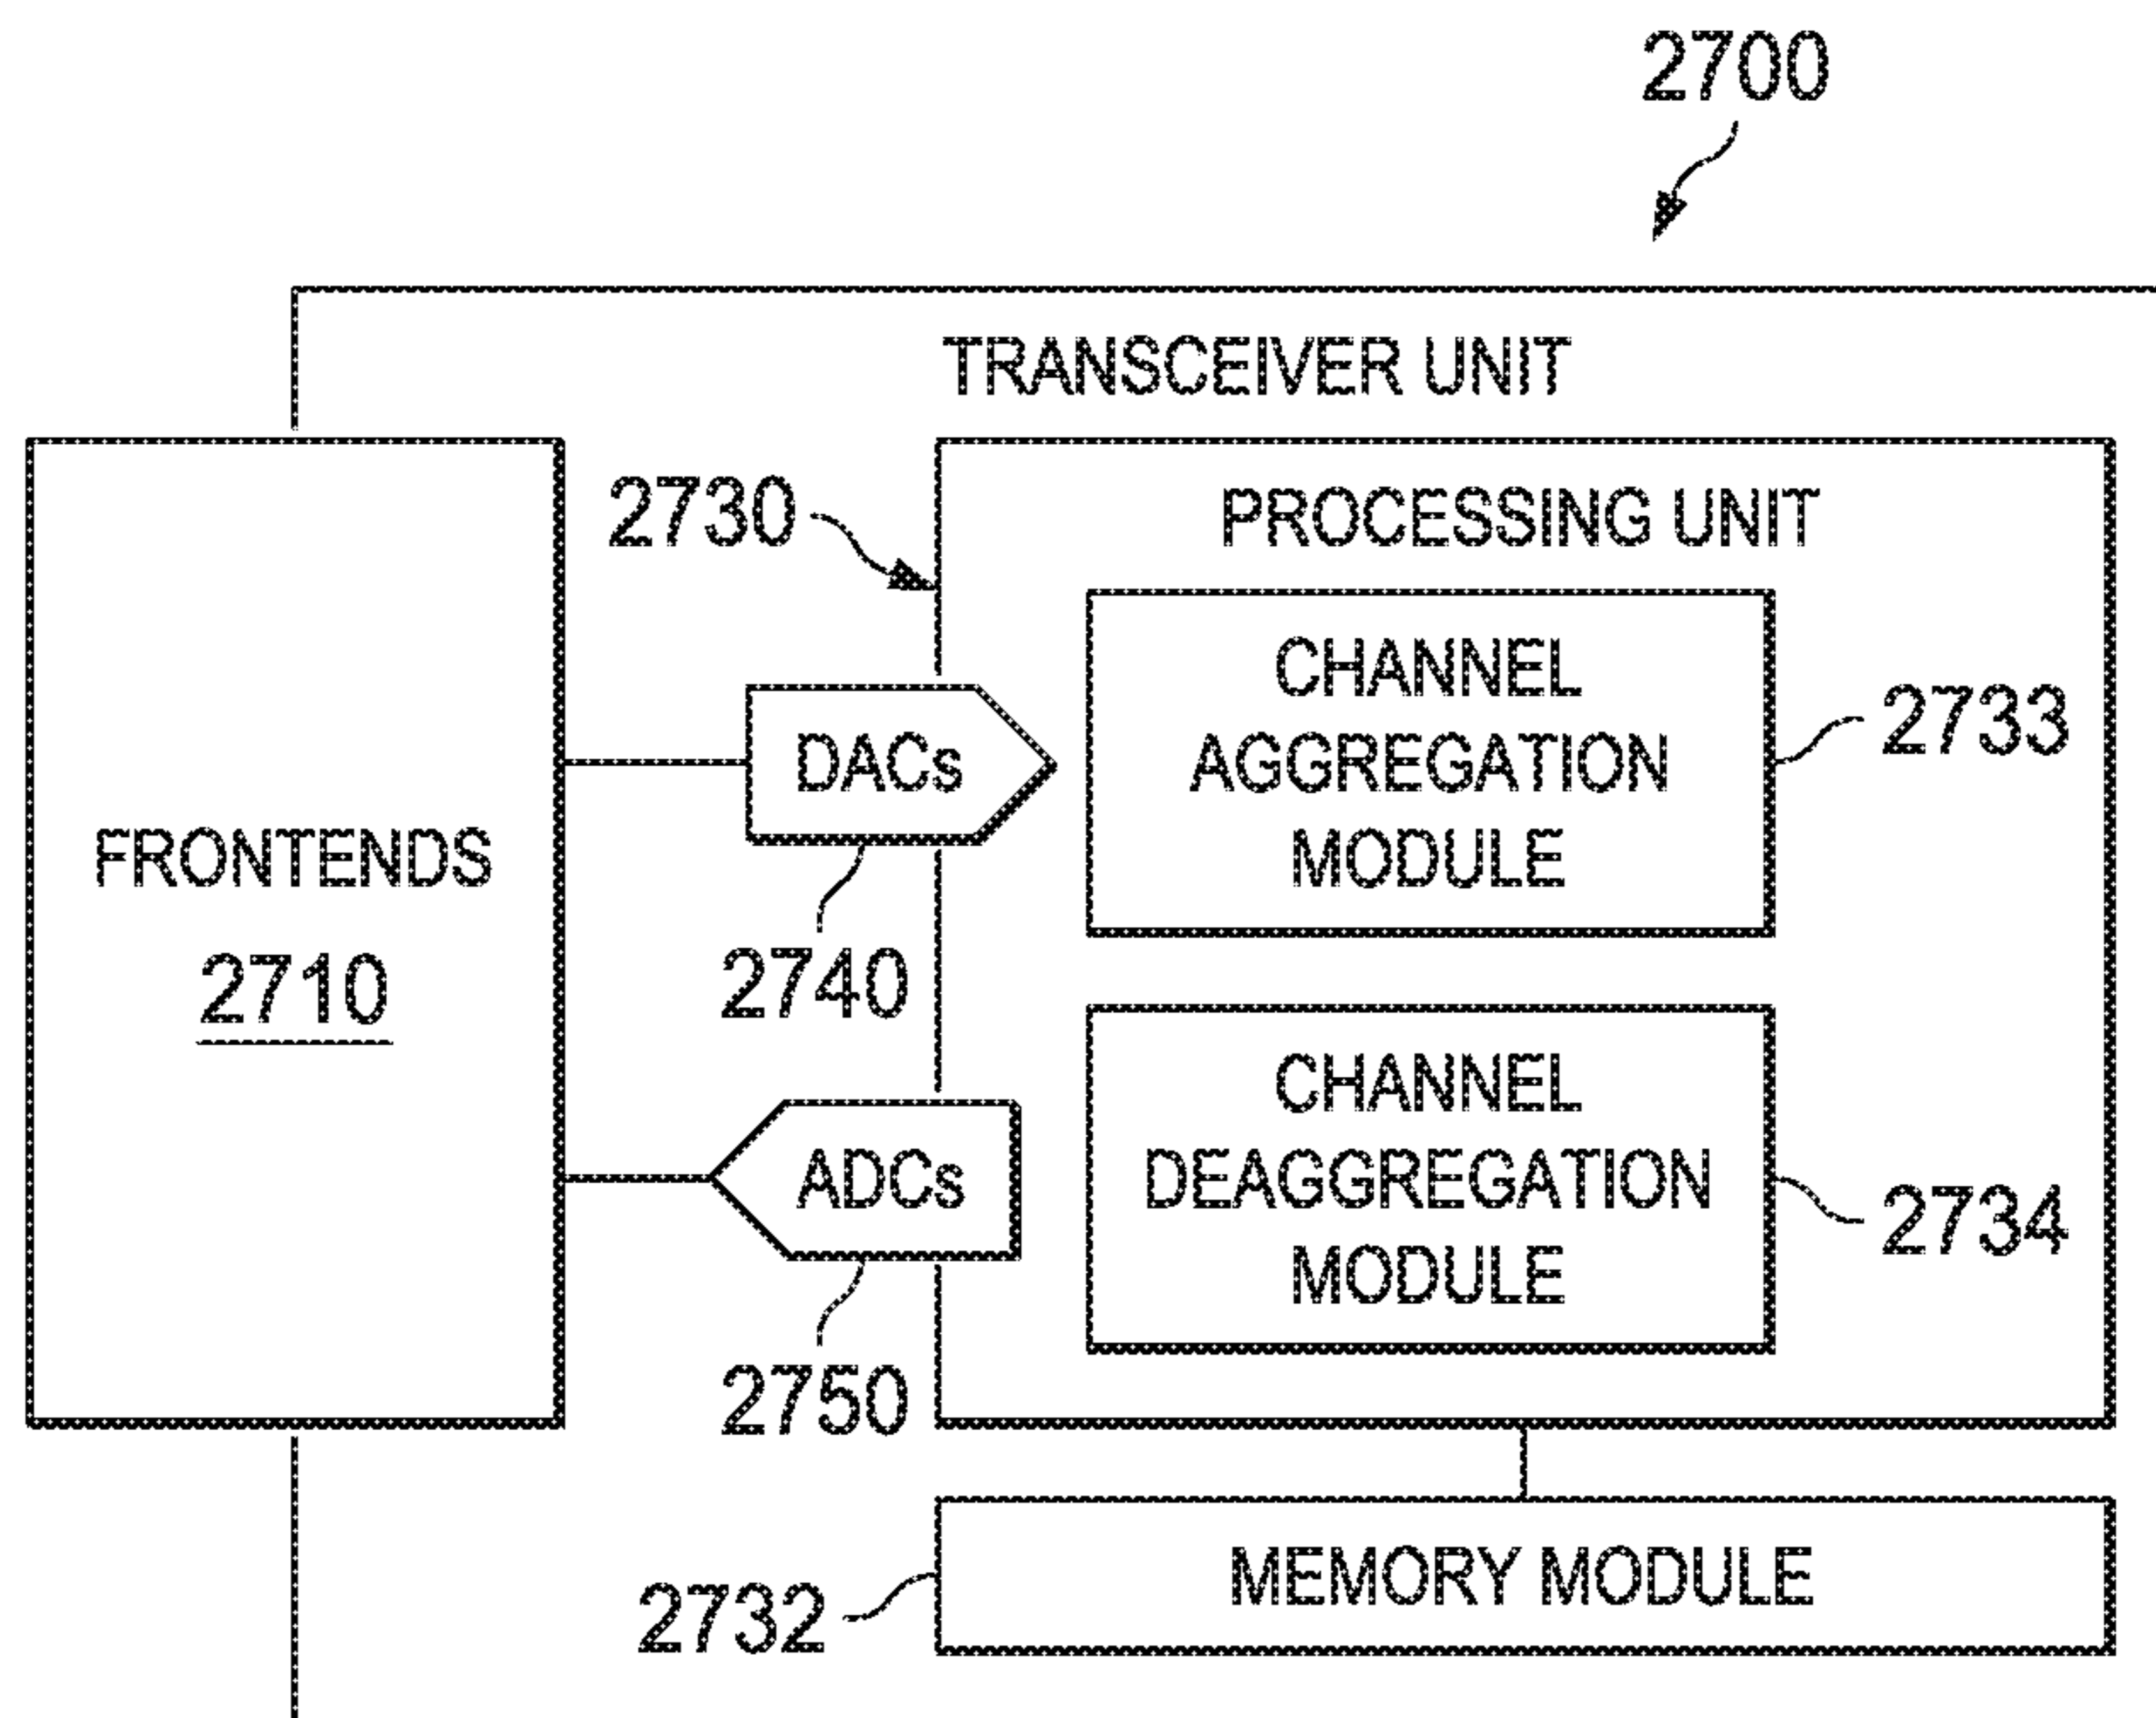 2700
TRANSCEIVER UNIT
2730
PROCESSING UNIT
CHANNEL
AGGREGATION
MODULE
2733
DACs
2740
FRONTENDS
2710
CHANNEL
DEAGGREGATION
MODULE
2734
ADCs
2750
MEMORY MODULE
2732